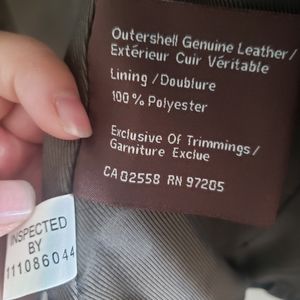 Outershell Genuine Leather/
Extérieur Cuir Véritable
Lining /Doublure
100% Polyester
Exclusive Of Trimmings/
Garniture Exclue
CA 02558 RN 97205
INSPECTED
BY
111086044